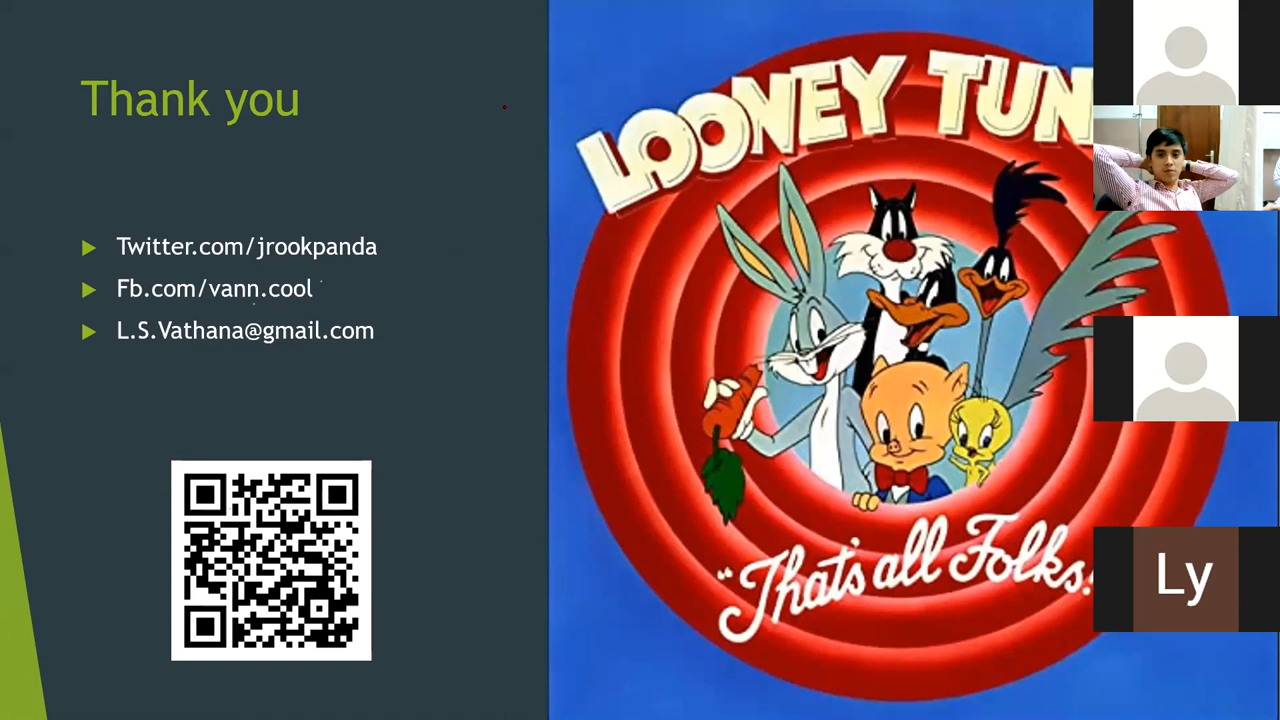 Thank you
Twitter.com/jrookpanda
Fb.com/vann.cool
L.S.Vathana@gmail.com
LOONEY TUN
"That's all Folks!
Ly